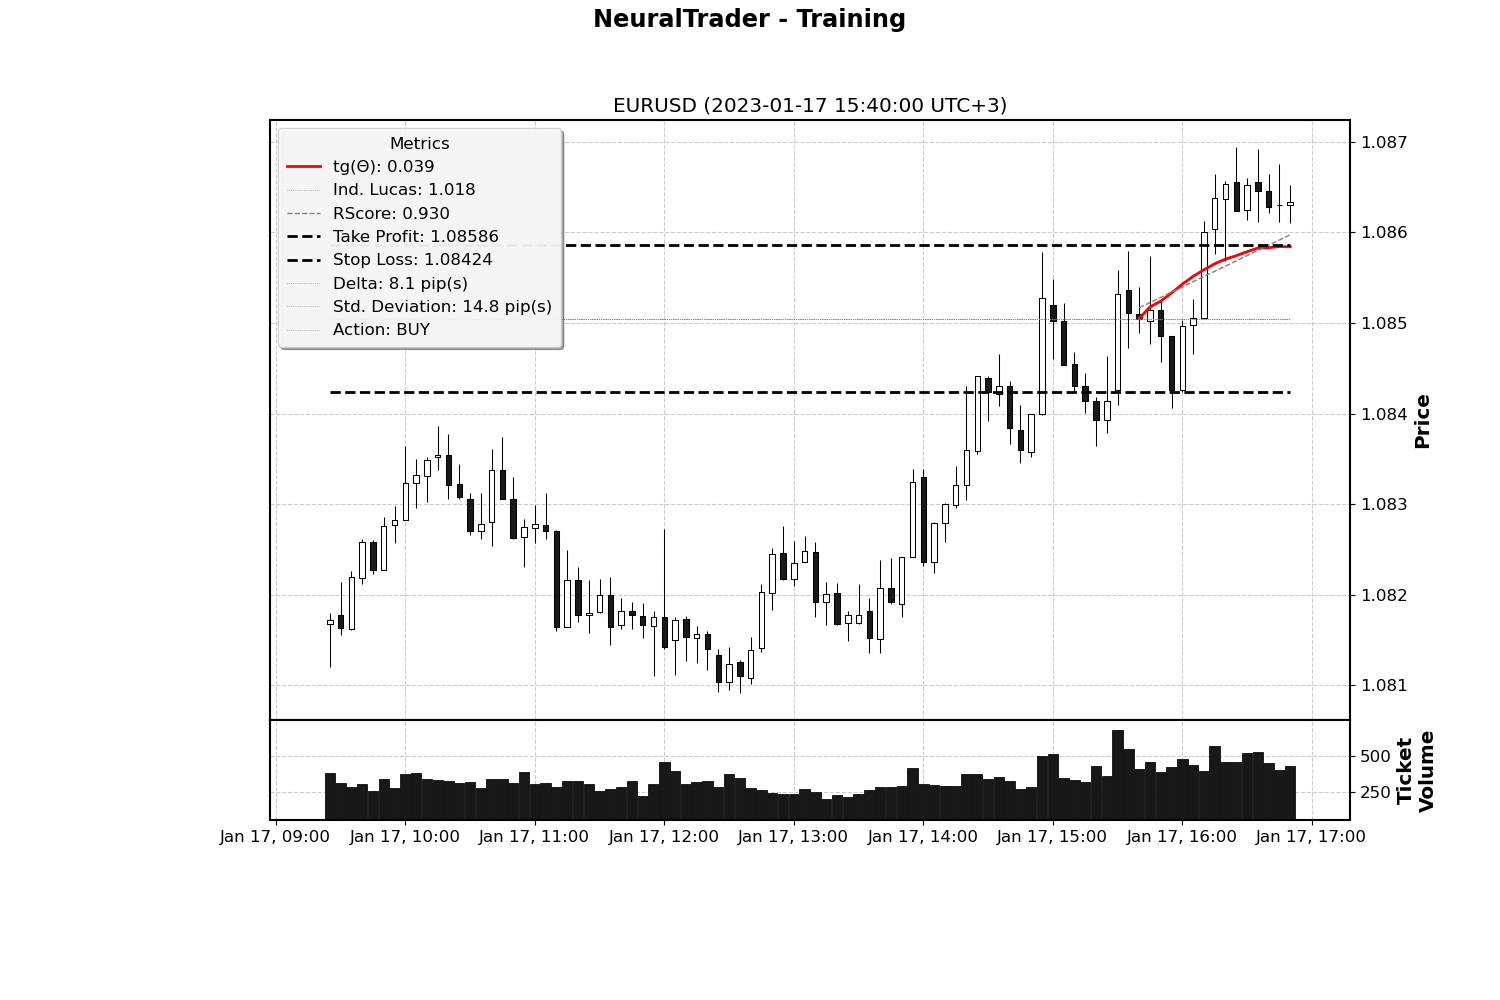 NeuralTrader - Training
EURUSD (2023-01-17 15:40:00 UTC+3)
Metrics
tg(Θ): 0.039
Ind. Lucas: 1.018
RScore: 0.930
Take Profit: 1.08586
Stop Loss: 1.08424
Delta: 8.1 pip(s)
Std. Deviation: 14.8 pip(s)
Action: BUY
1.087
1.086
1.085
1.084
1.083
1.082
1.081
Price
500
250
Ticket
Volume
Jan 17, 09:00
Jan 17, 10:00
Jan 17, 11:00
Jan 17, 12:00
Jan 17, 13:00
Jan 17, 14:00
Jan 17, 15:00
Jan 17, 16:00
Jan 17, 17:00